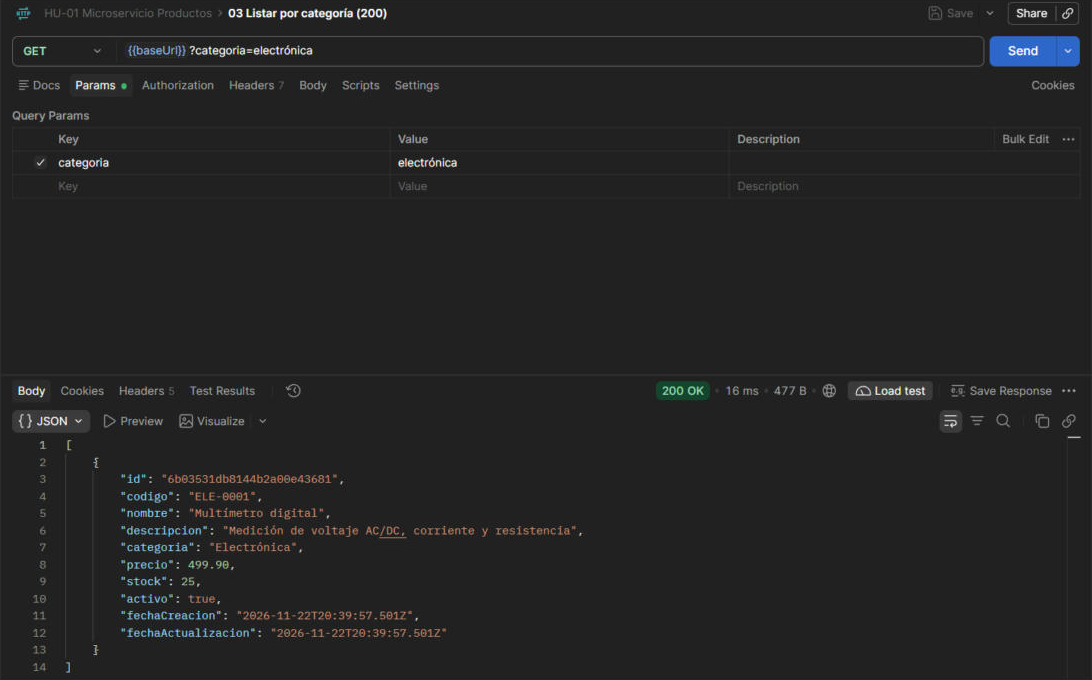 HTTP HU-01 Microservicio Productos > 03 Listar por categoría (200) Save Share
GET {{baseUrl}} ?categoria=electrónica Send
Docs Params Authorization Headers 7 Body Scripts Settings Cookies
Query Params
Key Value Description Bulk Edit
categoria electrónica
Key Value Description
Body Cookies Headers 5 Test Results 200 OK 16 ms 477 B Load test e.g. Save Response
{} JSON Preview Visualize
1 [
2 {
3 "id": "6b03531db8144b2a00e43681",
4 "codigo": "ELE-0001",
5 "nombre": "Multímetro digital",
6 "descripcion": "Medición de voltaje AC/DC, corriente y resistencia",
7 "categoria": "Electrónica",
8 "precio": 499.90,
9 "stock": 25,
10 "activo": true,
11 "fechaCreacion": "2026-11-22T20:39:57.501Z",
12 "fechaActualizacion": "2026-11-22T20:39:57.501Z"
13 }
14 ]